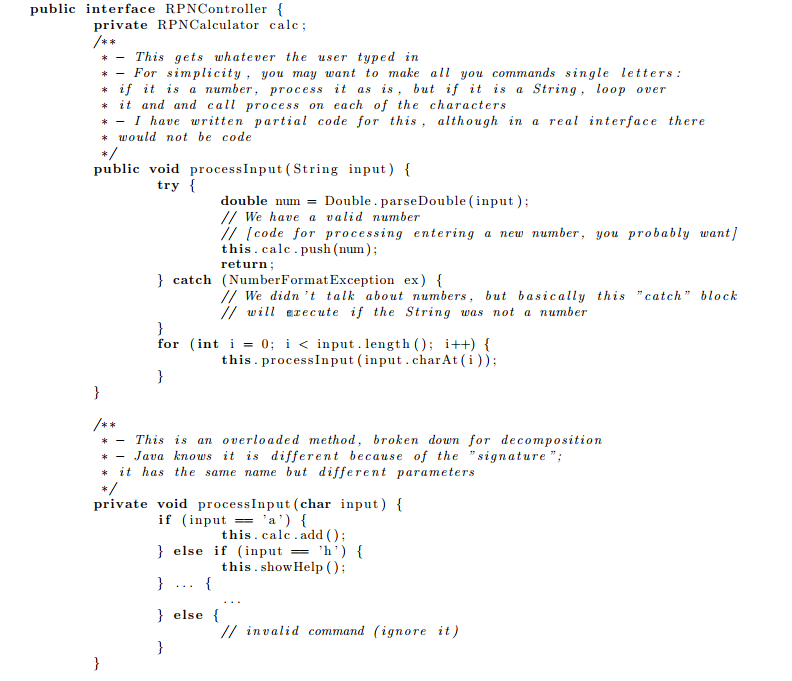 public interface RPNController {
private RPNCalculator calc;
/**
* - This gets whatever the user typed in
* - For simplicity, you may want to make all you commands single letters:
* if it is a number, process it as is, but if it is a String, loop over
* it and and call process on each of the characters
* - I have written partial code for this, although in a real interface there
* would not be code
*/
public void processInput(String input) {
try {
double num = Double.parseDouble(input);
// We have a valid number
// [code for processing entering a new number, you probably want]
this.calc.push(num);
return;
} catch (NumberFormatException ex) {
// We didn't talk about numbers, but basically this "catch" block
// will execute if the String was not a number
}
for (int i = 0; i < input.length(); i++) {
this.processInput(input.charAt(i));
}
}
/**
* - This is an overloaded method, broken down for decomposition
* - Java knows it is different because of the "signature";
* it has the same name but different parameters
*/
private void processInput(char input) {
if (input == 'a') {
this.calc.add();
} else if (input == 'h') {
this.showHelp();
} ... {
...
} else {
// invalid command (ignore it)
}
}